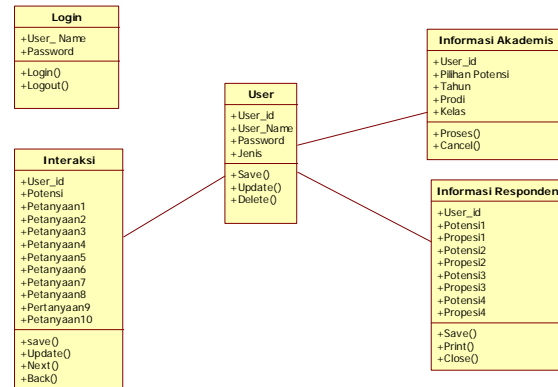 Login
+User_ Name
+Password
+Login()
+Logout()
Interaksi
+User_id
+Potensi
+Petanyaan1
+Petanyaan2
+Petanyaan3
+Petanyaan4
+Petanyaan5
+Petanyaan6
+Petanyaan7
+Petanyaan8
+Pertanyaan9
+Petanyaan10
+save()
+Update()
+Next()
+Back()
User
+User_id
+User_Name
+Password
+Jenis
+Save()
+Update()
+Delete()
Informasi Akademis
+User_id
+Pilihan Potensi
+Tahun
+Prodi
+Kelas
+Proses()
+Cancel()
Informasi Responden
+User_id
+Potensi1
+Propesi1
+Potensi2
+Propesi2
+Potensi3
+Propesi3
+Potensi4
+Propesi4
+Save()
+Print()
+Close()